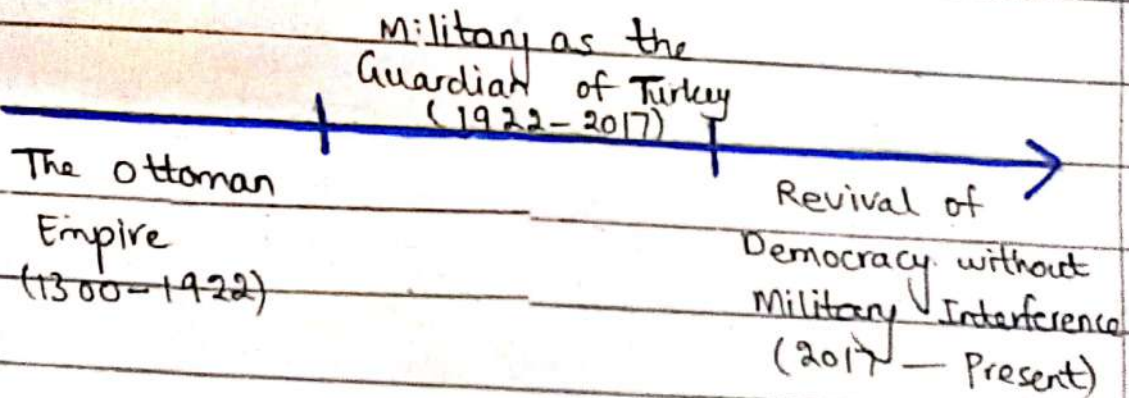 Military as the
Guardian of Turkey
(1922-2017)
The Ottoman
Empire
(1300-1922)
Revival of
Democracy without
Military Interference
(2017 — Present)